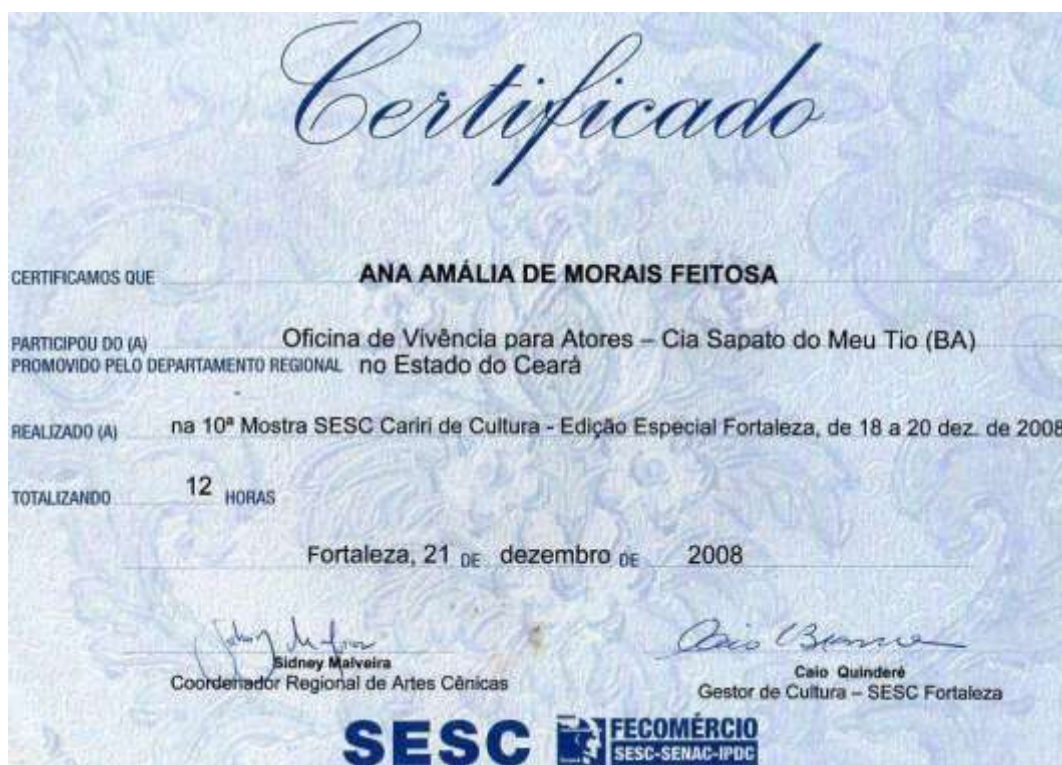 Certificado
CERTIFICAMOS QUE ANA AMÁLIA DE MORAIS FEITOSA
PARTICIPOU DO (A) Oficina de Vivência para Atores – Cia Sapato do Meu Tio (BA)
PROMOVIDO PELO DEPARTAMENTO REGIONAL no Estado do Ceará
REALIZADO (A) na 10ª Mostra SESC Cariri de Cultura - Edição Especial Fortaleza, de 18 a 20 dez. de 2008
TOTALIZANDO 12 HORAS
Fortaleza, 21 DE dezembro DE 2008
Sidney Malveira
Coordenador Regional de Artes Cênicas
Caio Quinderé
Gestor de Cultura – SESC Fortaleza
SESC FECOMÉRCIO
SESC-SENAC-IPDC